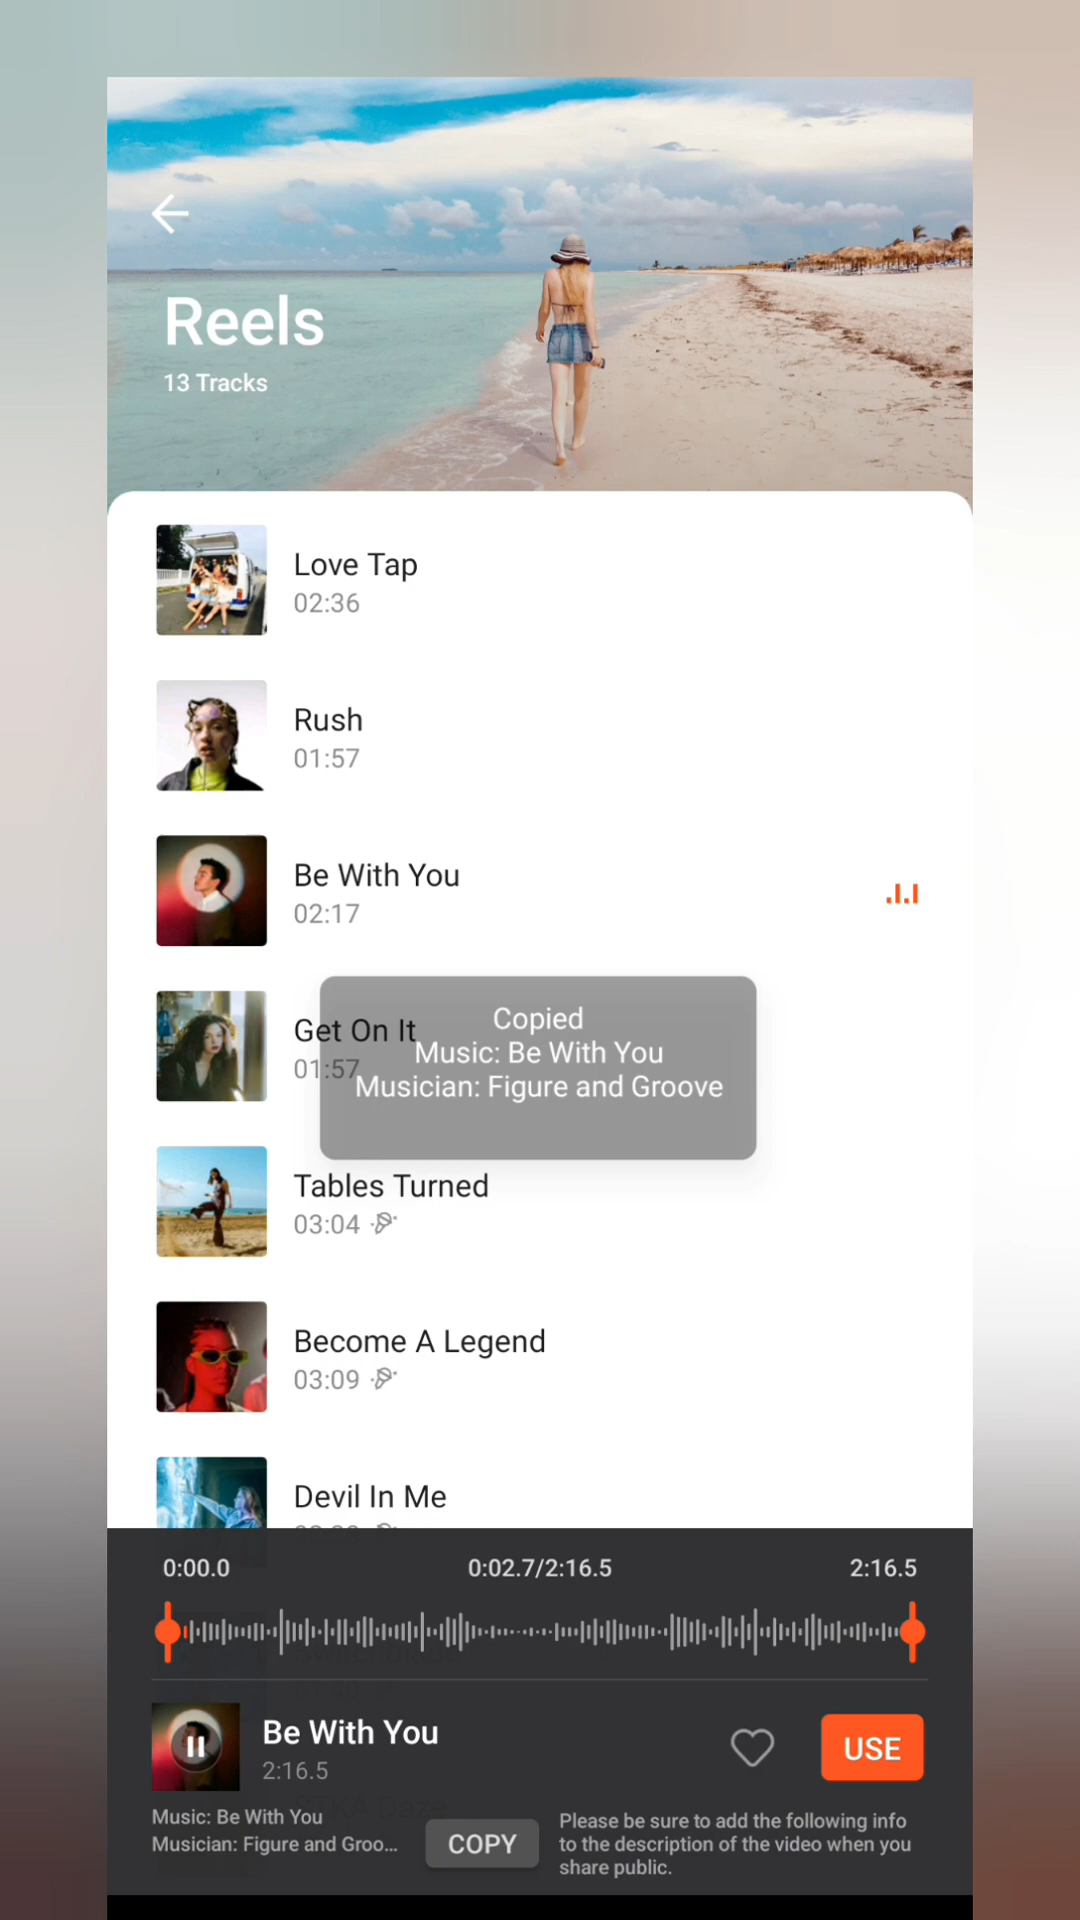 Reels
13 Tracks
Love Tap
02:36
Rush
01:57
Be With You
02:17
Get On It
01:57
Copied
Music: Be With You
Musician: Figure and Groove
Tables Turned
03:04
Become A Legend
03:09
Devil In Me
0:00.0
0:02.7/2:16.5
2:16.5
Switchblade
Be With You
2:16.5
USE
STKA Daze
Music: Be With You
Musician: Figure and Groo...
COPY
Please be sure to add the following info
to the description of the video when you
share public.